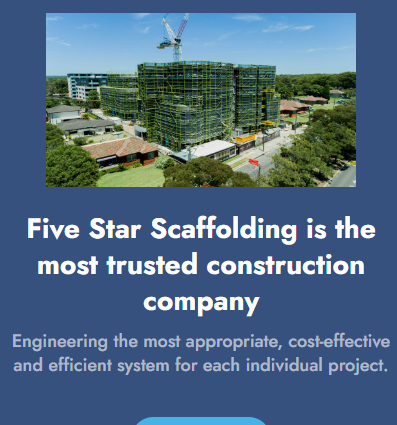 Five Star Scaffolding is the
most trusted construction
company
Engineering the most appropriate, cost-effective
and efficient system for each individual project.